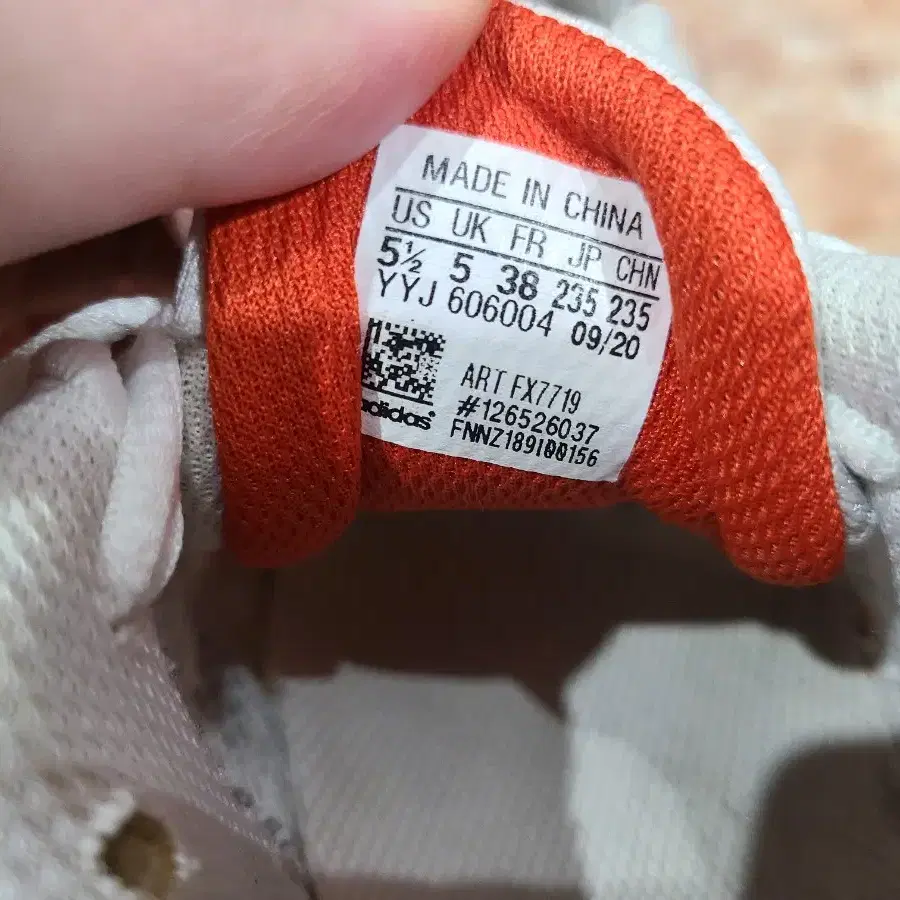 MADE IN CHINA
US UK FR JP CHN
5½ 5 38 235 235
YYJ 606004 09/20
ART FX7719
#126526037
adidas® FNNZ189100156